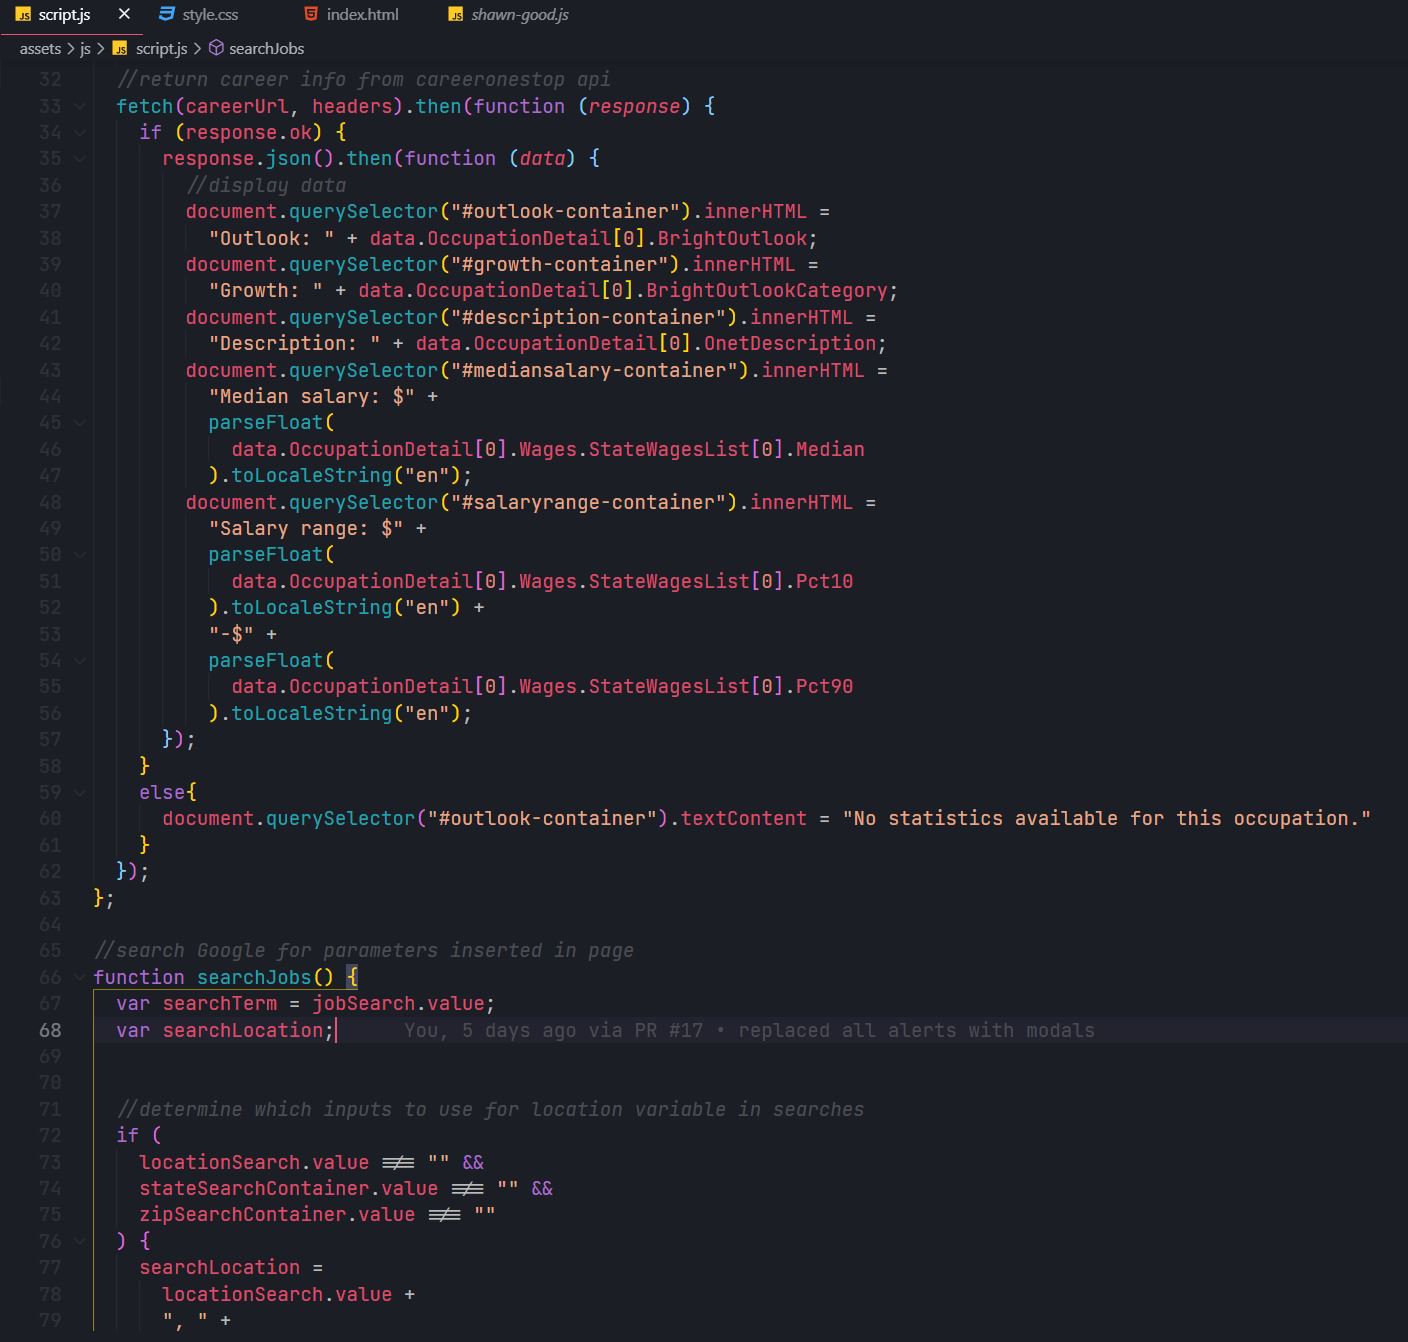 script.js × style.css index.html shawn-good.js
assets > js > script.js > searchJobs
32 //return career info from careeronestop api
33 fetch(careerUrl, headers).then(function (response) {
34 if (response.ok) {
35 response.json().then(function (data) {
36 //display data
37 document.querySelector("#outlook-container").innerHTML =
38 "Outlook: " + data.OccupationDetail[0].BrightOutlook;
39 document.querySelector("#growth-container").innerHTML =
40 "Growth: " + data.OccupationDetail[0].BrightOutlookCategory;
41 document.querySelector("#description-container").innerHTML =
42 "Description: " + data.OccupationDetail[0].OnetDescription;
43 document.querySelector("#mediansalary-container").innerHTML =
44 "Median salary: $" +
45 parseFloat(
46 data.OccupationDetail[0].Wages.StateWagesList[0].Median
47 ).toLocaleString("en");
48 document.querySelector("#salaryrange-container").innerHTML =
49 "Salary range: $" +
50 parseFloat(
51 data.OccupationDetail[0].Wages.StateWagesList[0].Pct10
52 ).toLocaleString("en") +
53 "-$" +
54 parseFloat(
55 data.OccupationDetail[0].Wages.StateWagesList[0].Pct90
56 ).toLocaleString("en");
57 });
58 }
59 else{
60 document.querySelector("#outlook-container").textContent = "No statistics available for this occupation."
61 }
62 });
63 };
64
65 //search Google for parameters inserted in page
66 function searchJobs() {
67 var searchTerm = jobSearch.value;
68 var searchLocation; You, 5 days ago via PR #17 • replaced all alerts with modals
69
70
71 //determine which inputs to use for location variable in searches
72 if (
73 locationSearch.value !== "" &&
74 stateSearchContainer.value !== "" &&
75 zipSearchContainer.value !== ""
76 ) {
77 searchLocation =
78 locationSearch.value +
79 ", " +